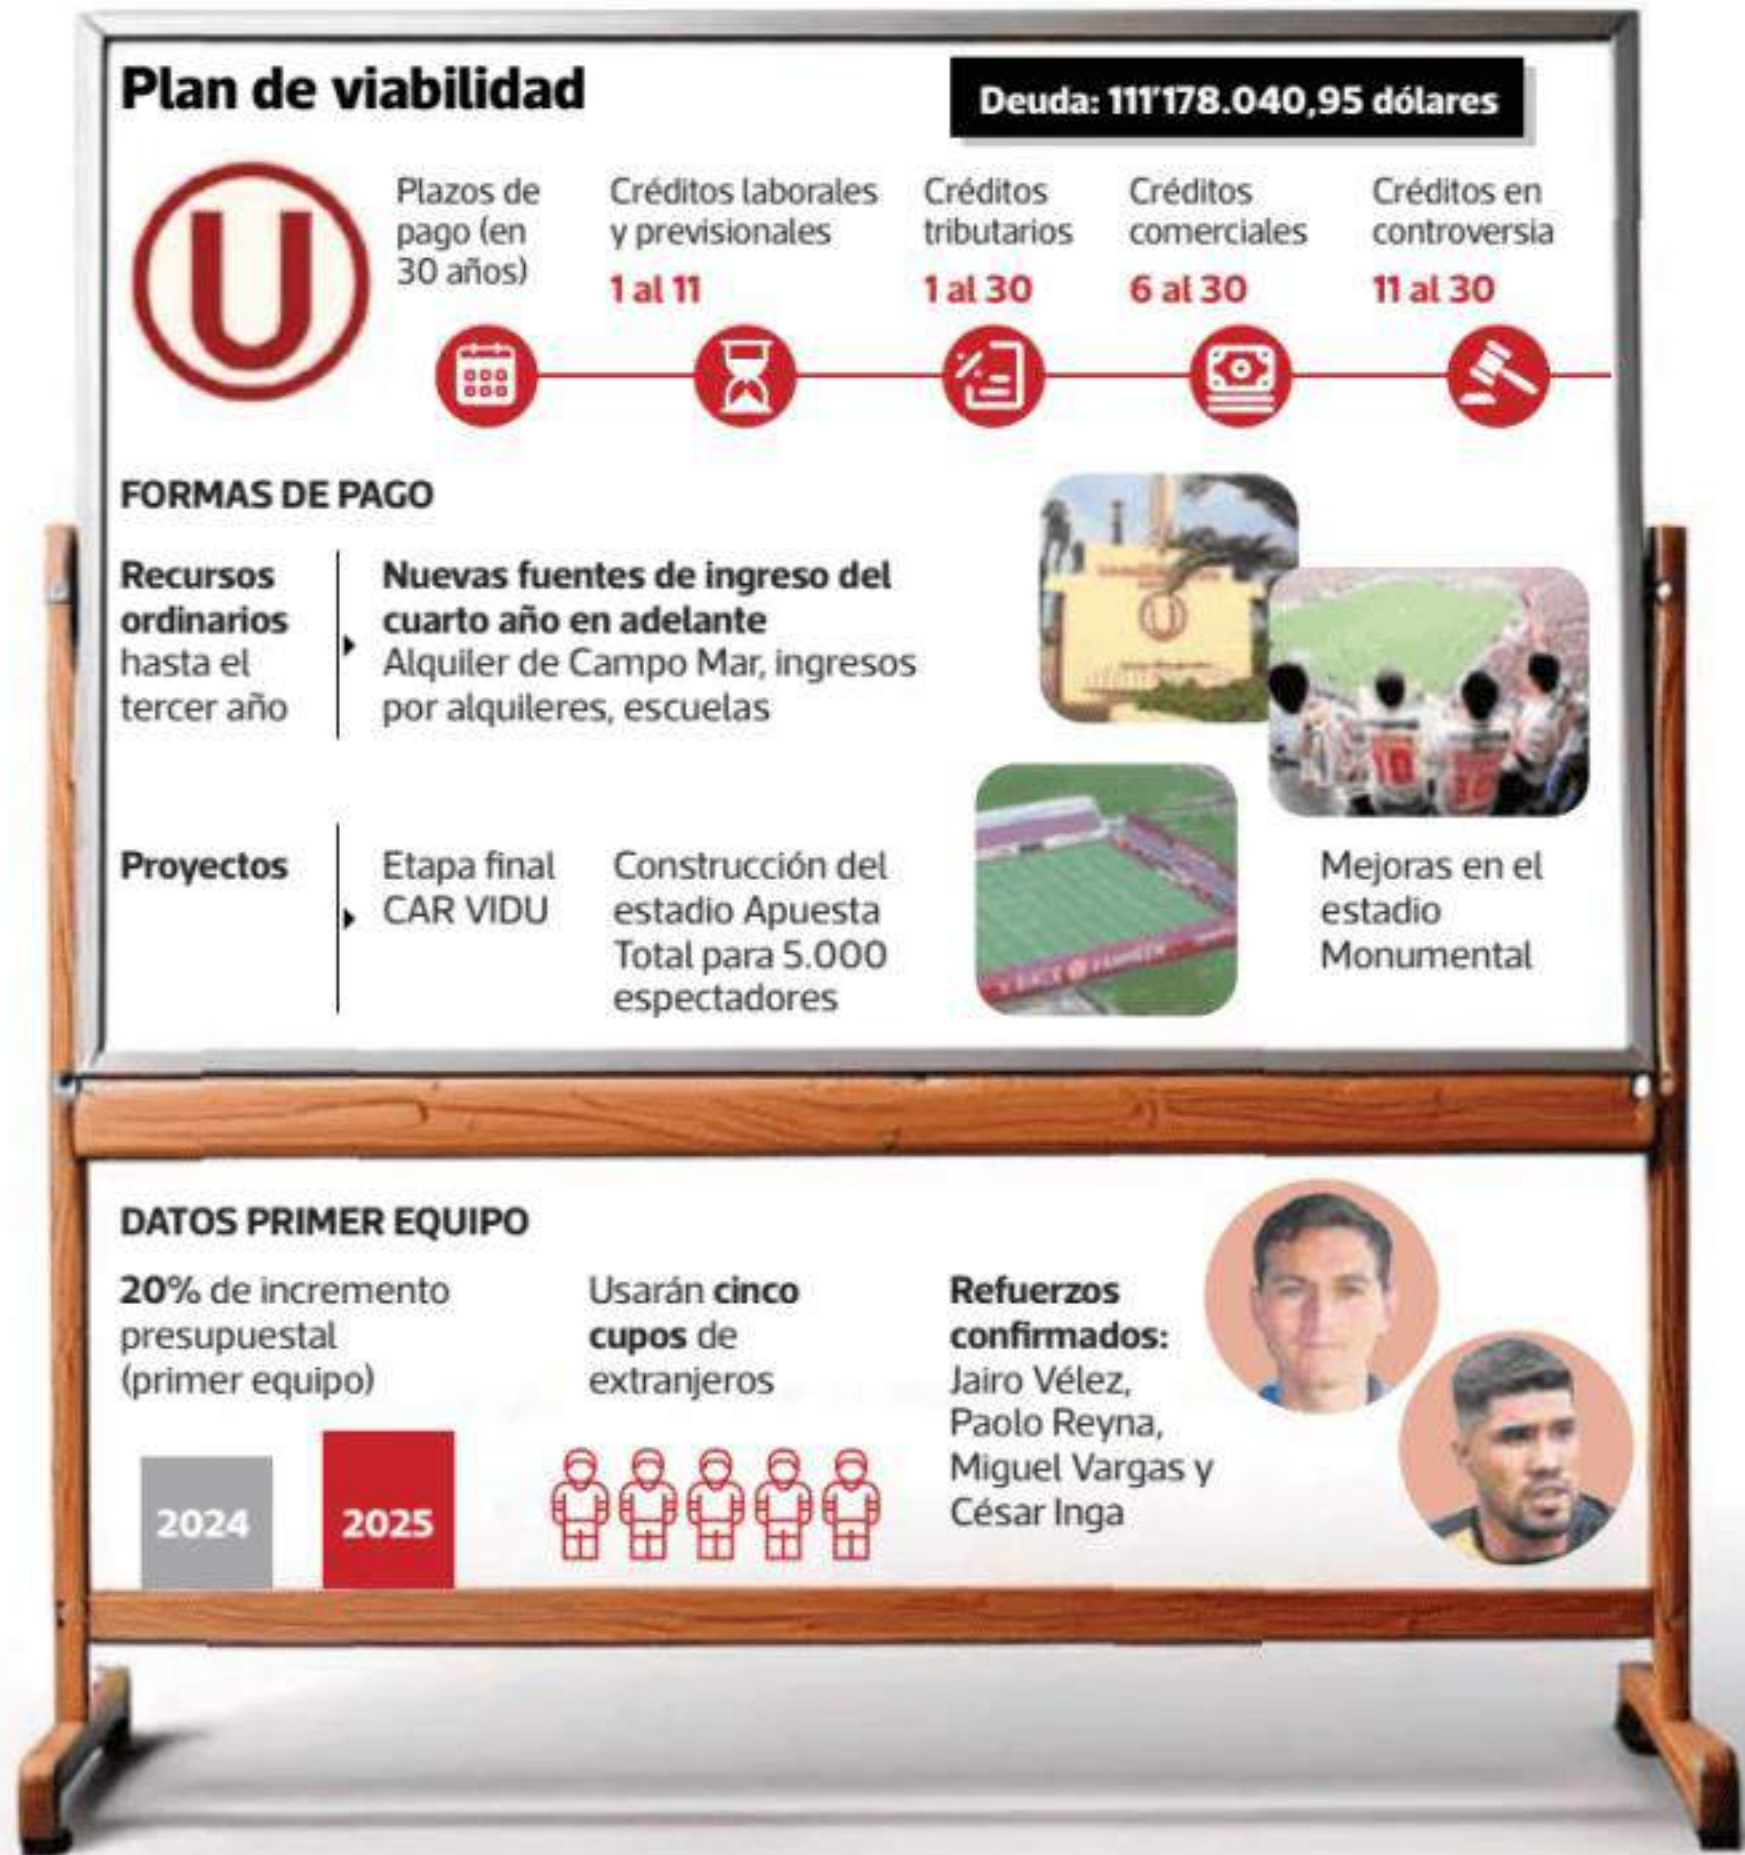 Plan de viabilidad
Deuda: 111'178.040,95 dólares
U
Plazos de
pago (en
30 años)
Créditos laborales
y previsionales
1 al 11
Créditos
tributarios
1 al 30
Créditos
comerciales
6 al 30
Créditos en
controversia
11 al 30
FORMAS DE PAGO
Recursos
ordinarios
hasta el
tercer año
Nuevas fuentes de ingreso del
cuarto año en adelante
Alquiler de Campo Mar, ingresos
por alquileres, escuelas
Proyectos
Etapa final
CAR VIDU
Construcción del
estadio Apuesta
Total para 5.000
espectadores
Mejoras en el
estadio
Monumental
DATOS PRIMER EQUIPO
20% de incremento
presupuestal
(primer equipo)
2024
2025
Usarán cinco
cupos de
extranjeros
Refuerzos
confirmados:
Jairo Vélez,
Paolo Reyna,
Miguel Vargas y
César Inga